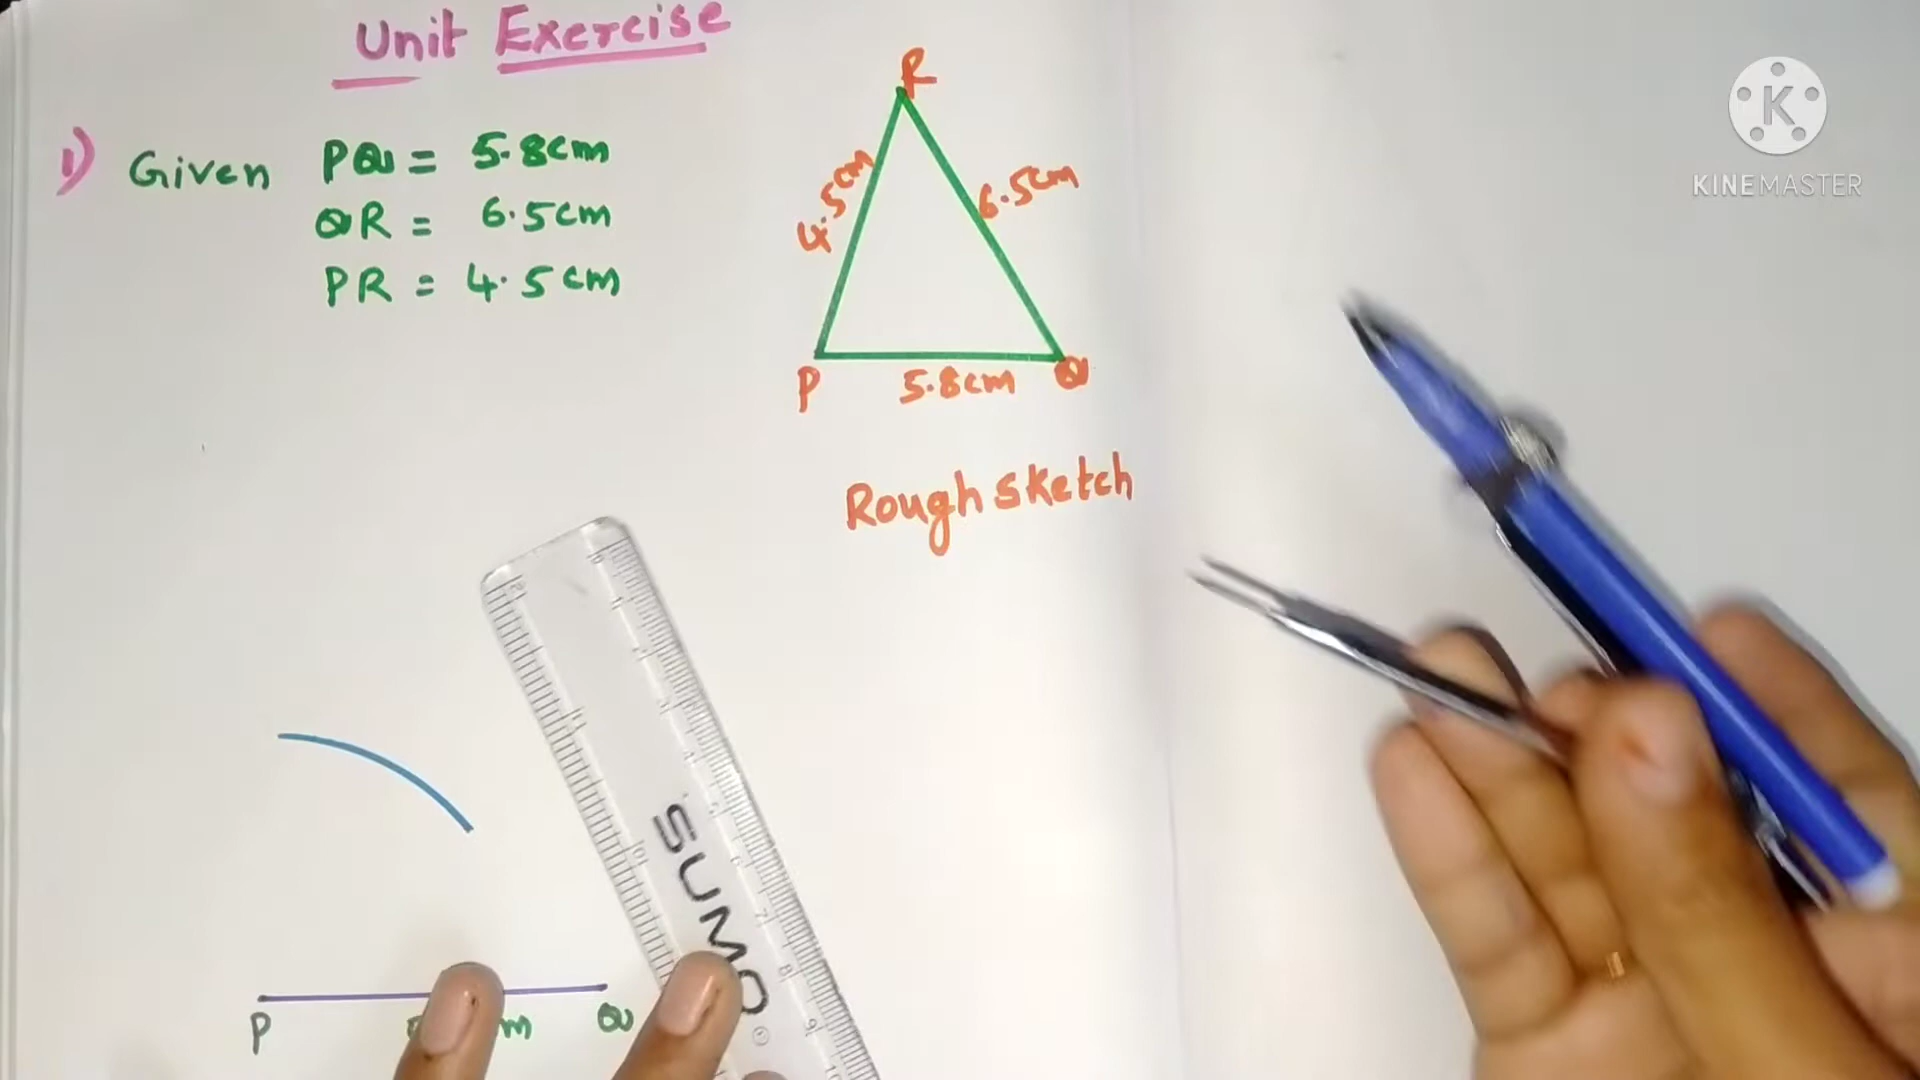 Unit Exercise
1) Given PQ = 5.8cm
QR = 6.5cm
PR = 4.5cm
R
4.5cm
6.5cm
P 5.8cm Q
Rough sketch
KINEMASTER
SUMO
P m Q